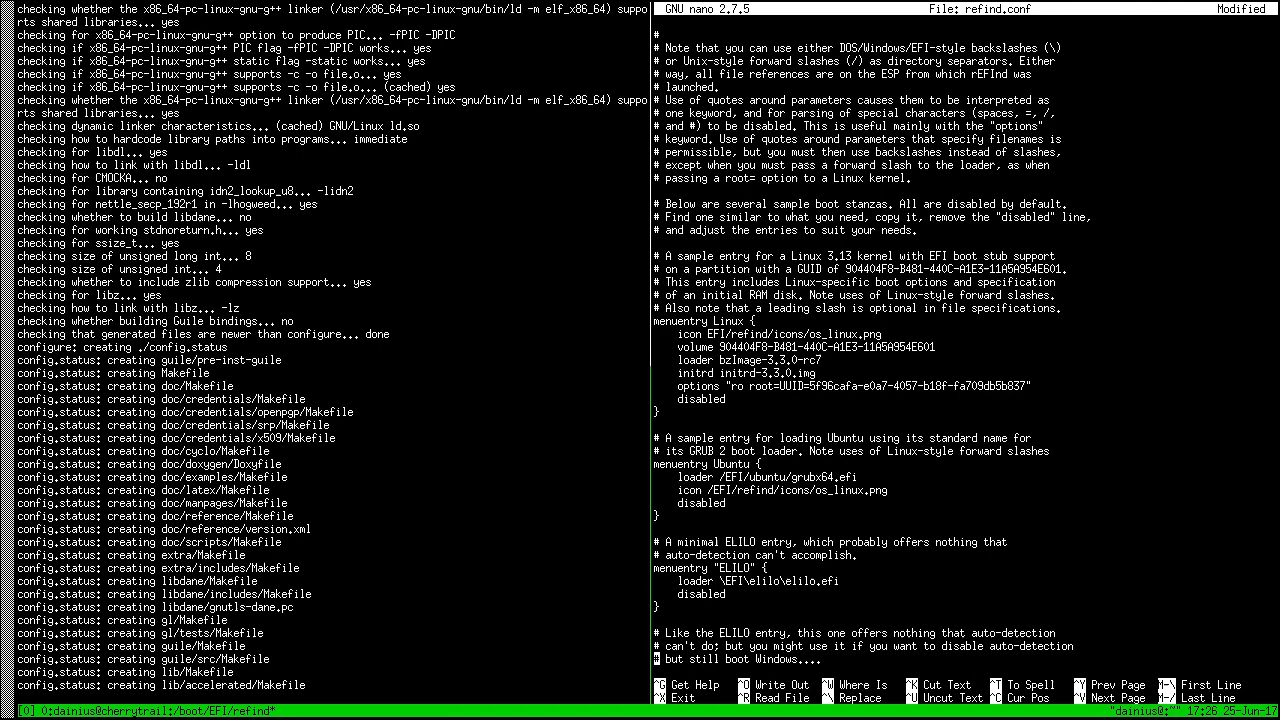 checking whether the x86_64-pc-linux-gnu-g++ linker (/usr/x86_64-pc-linux-gnu/bin/ld -m elf_x86_64) suppo
rts shared libraries... yes
checking for x86_64-pc-linux-gnu-g++ option to produce PIC... -fPIC -DPIC
checking if x86_64-pc-linux-gnu-g++ PIC flag -fPIC -DPIC works... yes
checking if x86_64-pc-linux-gnu-g++ static flag -static works... yes
checking if x86_64-pc-linux-gnu-g++ supports -c -o file.o... yes
checking if x86_64-pc-linux-gnu-g++ supports -c -o file.o... (cached) yes
checking whether the x86_64-pc-linux-gnu-g++ linker (/usr/x86_64-pc-linux-gnu/bin/ld -m elf_x86_64) suppo
rts shared libraries... yes
checking dynamic linker characteristics... (cached) GNU/Linux ld.so
checking how to hardcode library paths into programs... immediate
checking for libdl... yes
checking how to link with libdl... -ldl
checking for CMOCKA... no
checking for library containing idn2_lookup_u8... -lidn2
checking for nettle_secp_192r1 in -lhogweed... yes
checking whether to build libdane... no
checking for working stdnoreturn.h... yes
checking for ssize_t... yes
checking size of unsigned long int... 8
checking size of unsigned int... 4
checking whether to include zlib compression support... yes
checking for libz... yes
checking how to link with libz... -lz
checking whether building Guile bindings... no
checking that generated files are newer than configure... done
configure: creating ./config.status
config.status: creating guile/pre-inst-guile
config.status: creating Makefile
config.status: creating doc/Makefile
config.status: creating doc/credentials/Makefile
config.status: creating doc/credentials/openpgp/Makefile
config.status: creating doc/credentials/srp/Makefile
config.status: creating doc/credentials/x509/Makefile
config.status: creating doc/cyclo/Makefile
config.status: creating doc/doxygen/Doxyfile
config.status: creating doc/examples/Makefile
config.status: creating doc/latex/Makefile
config.status: creating doc/manpages/Makefile
config.status: creating doc/reference/Makefile
config.status: creating doc/reference/version.xml
config.status: creating doc/scripts/Makefile
config.status: creating extra/Makefile
config.status: creating extra/includes/Makefile
config.status: creating libdane/Makefile
config.status: creating libdane/includes/Makefile
config.status: creating libdane/gnutls-dane.pc
config.status: creating gl/Makefile
config.status: creating gl/tests/Makefile
config.status: creating guile/Makefile
config.status: creating guile/src/Makefile
config.status: creating lib/Makefile
config.status: creating lib/accelerated/Makefile
GNU nano 2.7.5 File: refind.conf Modified
#
# Note that you can use either DOS/Windows/EFI-style backslashes (\)
# or Unix-style forward slashes (/) as directory separators. Either
# way, all file references are on the ESP from which rEFInd was
# launched.
# Use of quotes around parameters causes them to be interpreted as
# one keyword, and for parsing of special characters (spaces, =, /,
# and #) to be disabled. This is useful mainly with the "options"
# keyword. Use of quotes around parameters that specify filenames is
# permissible, but you must then use backslashes instead of slashes,
# except when you must pass a forward slash to the loader, as when
# passing a root= option to a Linux kernel.

# Below are several sample boot stanzas. All are disabled by default.
# Find one similar to what you need, copy it, remove the "disabled" line,
# and adjust the entries to suit your needs.

# A sample entry for a Linux 3.13 kernel with EFI boot stub support
# on a partition with a GUID of 904404F8-B481-440C-A1E3-11A5A954E601.
# This entry includes Linux-specific boot options and specification
# of an initial RAM disk. Note uses of Linux-style forward slashes.
# Also note that a leading slash is optional in file specifications.
menuentry Linux {
    icon EFI/refind/icons/os_linux.png
    volume 904404F8-B481-440C-A1E3-11A5A954E601
    loader bzImage-3.3.0-rc7
    initrd initrd-3.3.0.img
    options "ro root=UUID=5f96cafa-e0a7-4057-b18f-fa709db5b837"
    disabled
}

# A sample entry for loading Ubuntu using its standard name for
# its GRUB 2 boot loader. Note uses of Linux-style forward slashes
menuentry Ubuntu {
    loader /EFI/ubuntu/grubx64.efi
    icon /EFI/refind/icons/os_linux.png
    disabled
}

# A minimal ELILO entry, which probably offers nothing that
# auto-detection can't accomplish.
menuentry "ELILO" {
    loader \EFI\elilo\elilo.efi
    disabled
}

# Like the ELILO entry, this one offers nothing that auto-detection
# can't do; but you might use it if you want to disable auto-detection
# but still boot Windows....
^G Get Help ^O Write Out ^W Where Is ^K Cut Text ^T To Spell ^Y Prev Page M-\ First Line
^X Exit ^R Read File ^\ Replace ^U Uncut Text ^C Cur Pos ^V Next Page M-/ Last Line
[0] 0:dainius@cherrytrail:/boot/EFI/refind* "dainius@:~" 17:26 25-Jun-17